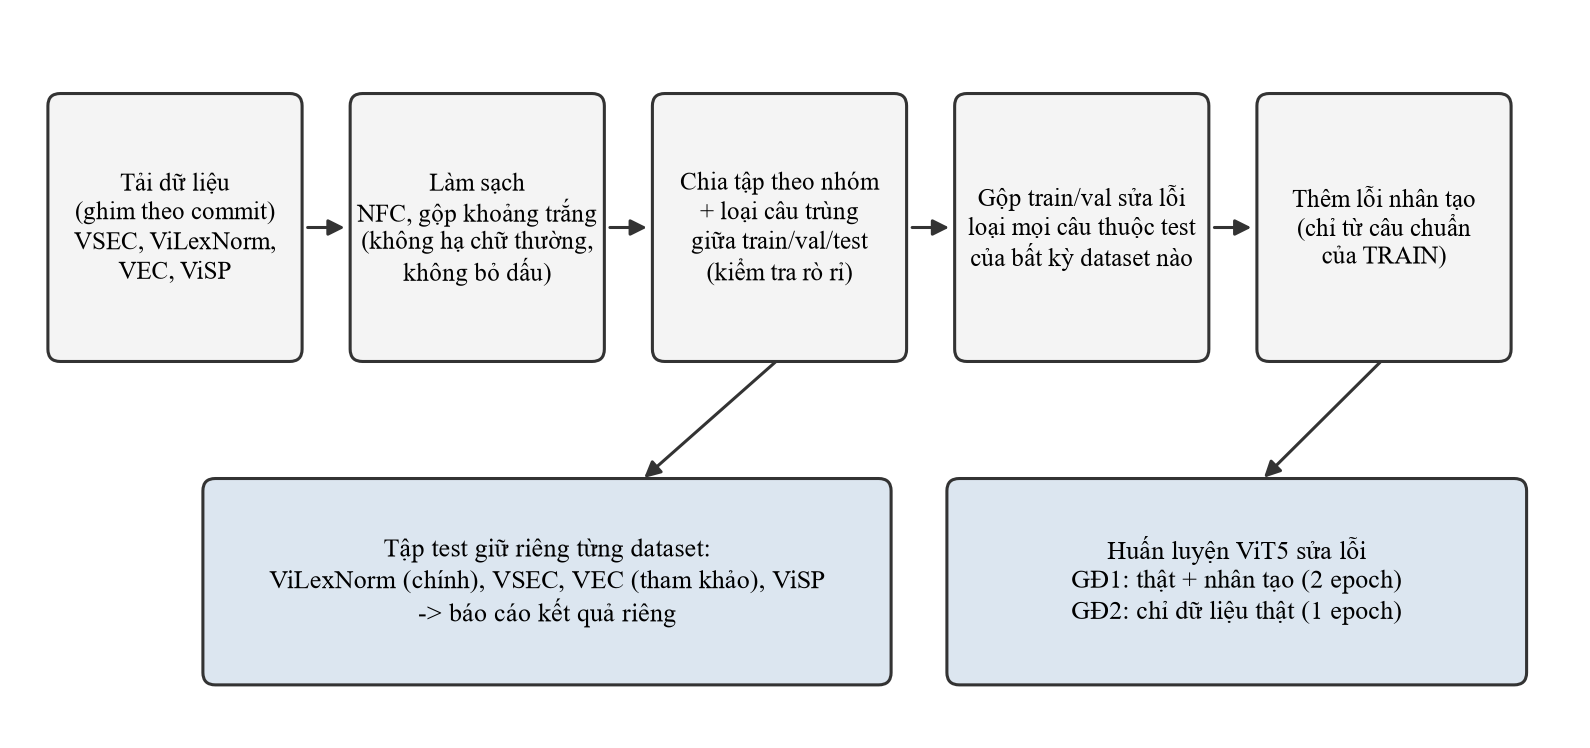 Tải dữ liệu
(ghim theo commit)
VSEC, ViLexNorm,
VEC, ViSP
Làm sạch
NFC, gộp khoảng trắng
(không hạ chữ thường,
không bỏ dấu)
Chia tập theo nhóm
+ loại câu trùng
giữa train/val/test
(kiểm tra rò rỉ)
Gộp train/val sửa lỗi
loại mọi câu thuộc test
của bất kỳ dataset nào
Thêm lỗi nhân tạo
(chỉ từ câu chuẩn
của TRAIN)
Tập test giữ riêng từng dataset:
ViLexNorm (chính), VSEC, VEC (tham khảo), ViSP
-> báo cáo kết quả riêng
Huấn luyện ViT5 sửa lỗi
GĐ1: thật + nhân tạo (2 epoch)
GĐ2: chỉ dữ liệu thật (1 epoch)